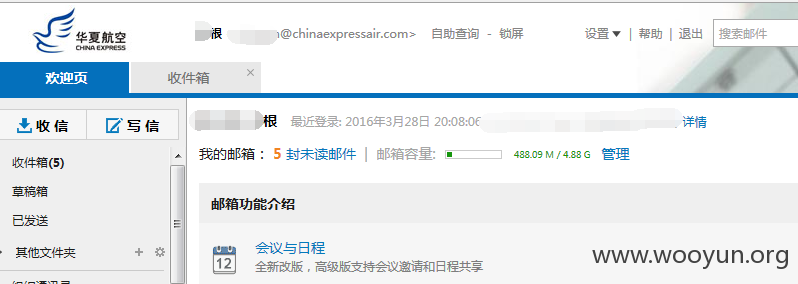 华夏航空
CHINA EXPRESS
根 n@chinaexpressair.com> 自助查询 - 锁屏 设置 | 帮助 | 退出 搜索邮件
欢迎页 收件箱
收信 写信
根 最近登录: 2016年3月28日 20:08:06 详情
我的邮箱： 5 封未读邮件 | 邮箱容量: 488.09 M / 4.88 G 管理
收件箱(5)
草稿箱
已发送
其他文件夹
邮箱功能介绍
会议与日程
12
全新改版，高级版支持会议邀请和日程共享
www.wooyun.org